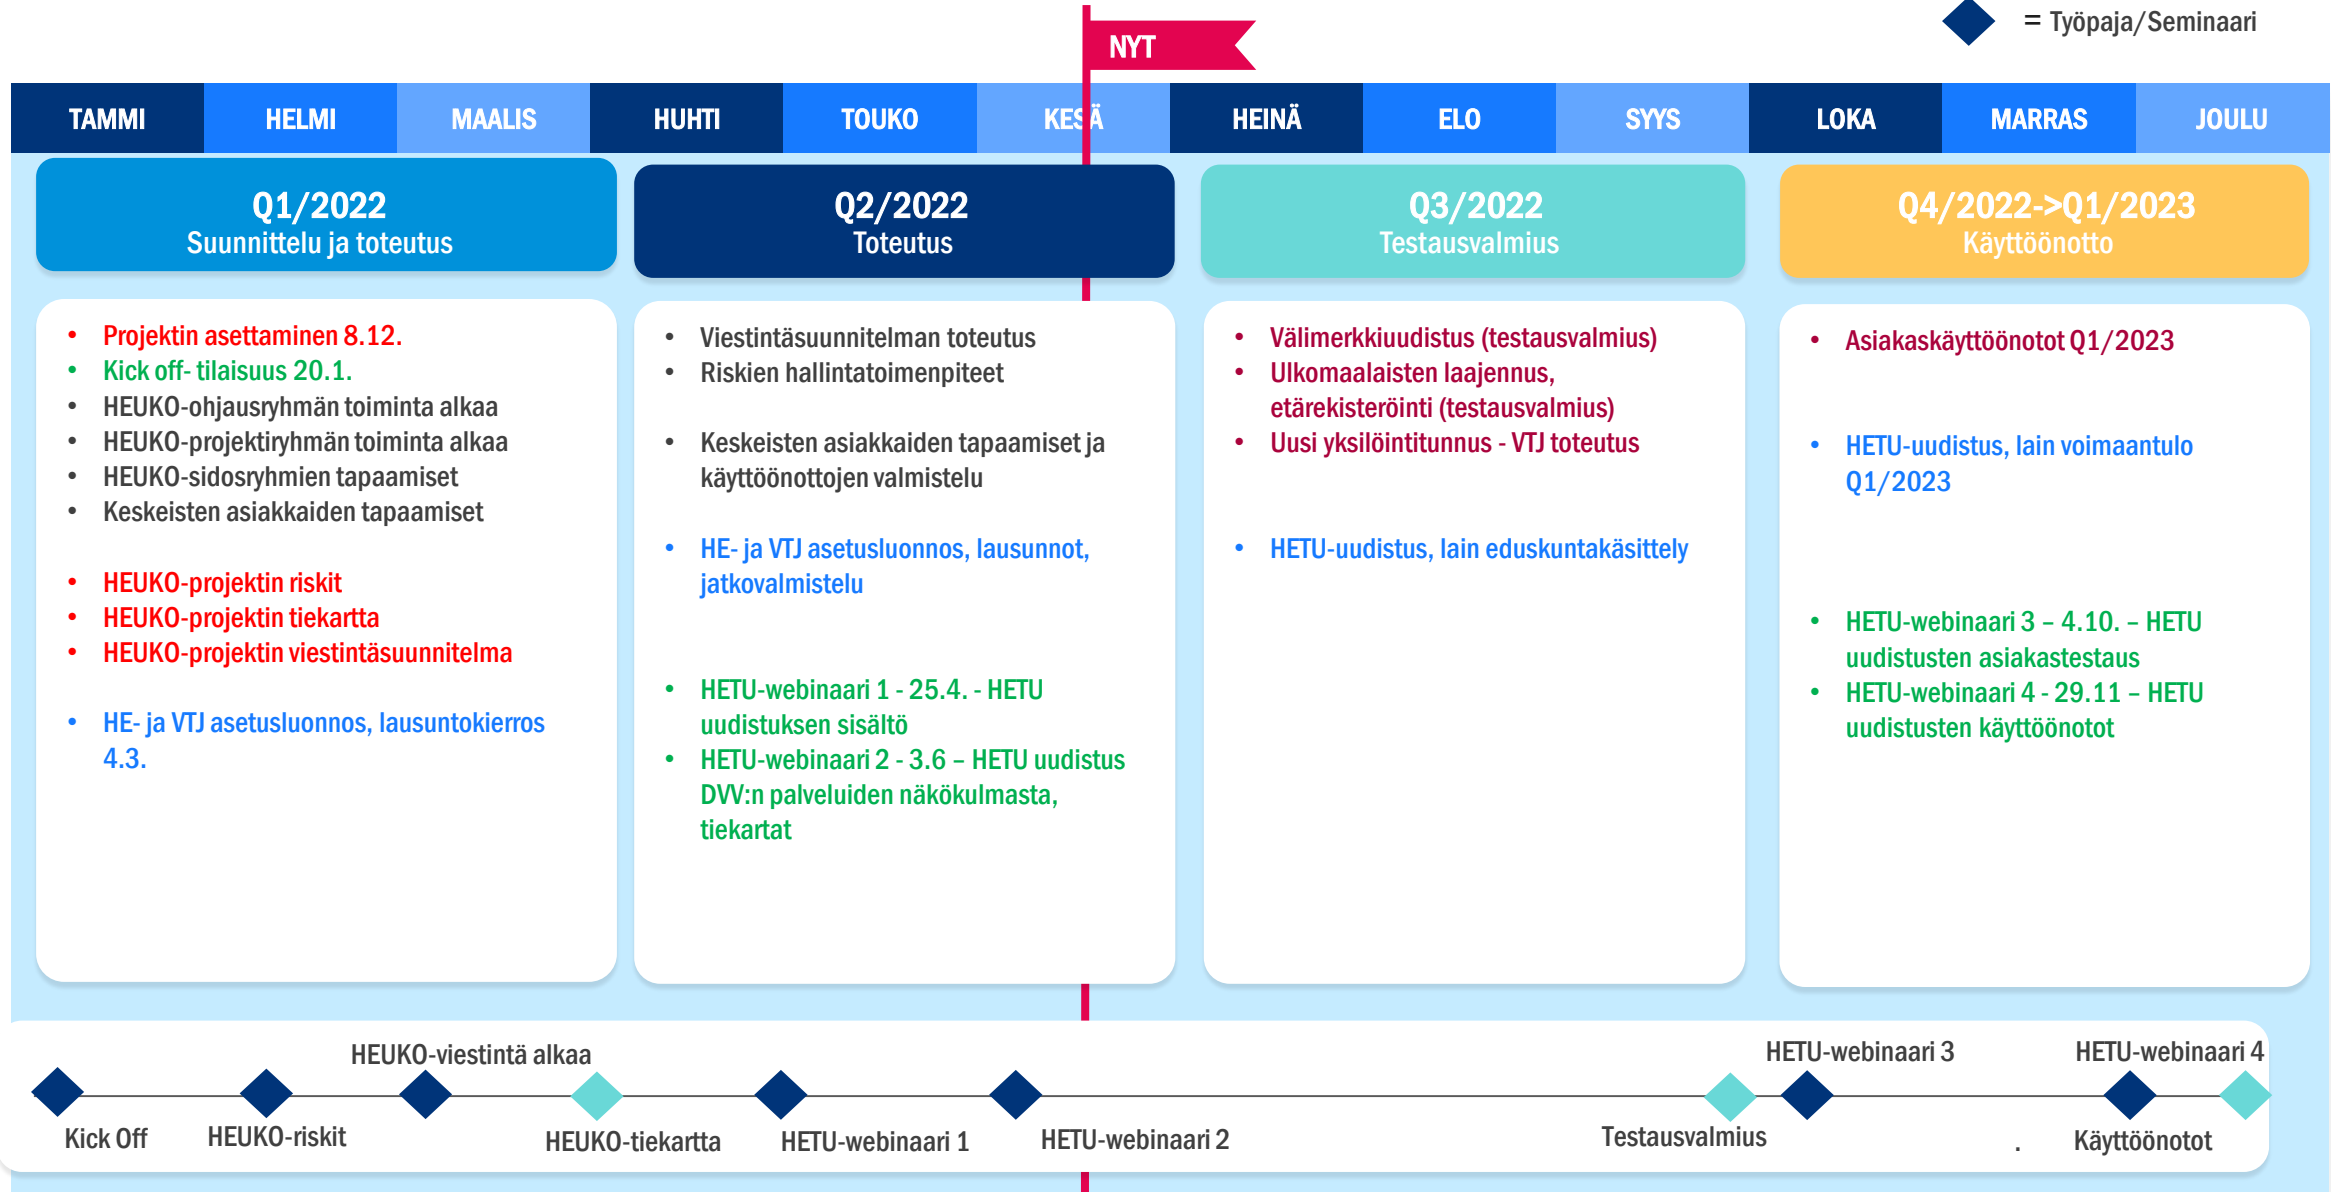 = Työpaja/Seminaari
NYT
TAMMI HELMI MAALIS HUHTI TOUKO KESÄ HEINÄ ELO SYYS LOKA MARRAS JOULU
Q1/2022
Suunnittelu ja toteutus
• Projektin asettaminen 8.12.
• Kick off- tilaisuus 20.1.
• HEUKO-ohjausryhmän toiminta alkaa
• HEUKO-projektiryhmän toiminta alkaa
• HEUKO-sidosryhmien tapaamiset
• Keskeisten asiakkaiden tapaamiset
• HEUKO-projektin riskit
• HEUKO-projektin tiekartta
• HEUKO-projektin viestintäsuunnitelma
• HE- ja VTJ asetusluonnos, lausuntokierros
4.3.
Q2/2022
Toteutus
• Viestintäsuunnitelman toteutus
• Riskien hallintatoimenpiteet
• Keskeisten asiakkaiden tapaamiset ja
käyttöönottojen valmistelu
• HE- ja VTJ asetusluonnos, lausunnot,
jatkovalmistelu
• HETU-webinaari 1 - 25.4. - HETU
uudistuksen sisältö
• HETU-webinaari 2 - 3.6 – HETU uudistus
DVV:n palveluiden näkökulmasta,
tiekartat
Q3/2022
Testausvalmius
• Välimerkkiuudistus (testausvalmius)
• Ulkomaalaisten laajennus,
etärekisteröinti (testausvalmius)
• Uusi yksilöintitunnus - VTJ toteutus
• HETU-uudistus, lain eduskuntakäsittely
Q4/2022->Q1/2023
Käyttöönotto
• Asiakaskäyttöönotot Q1/2023
• HETU-uudistus, lain voimaantulo
Q1/2023
• HETU-webinaari 3 – 4.10. – HETU
uudistusten asiakastestaus
• HETU-webinaari 4 - 29.11 – HETU
uudistusten käyttöönotot
Kick Off
HEUKO-riskit
HEUKO-viestintä alkaa
HEUKO-tiekartta
HETU-webinaari 1
HETU-webinaari 2
Testausvalmius
HETU-webinaari 3
.
HETU-webinaari 4
Käyttöönotot